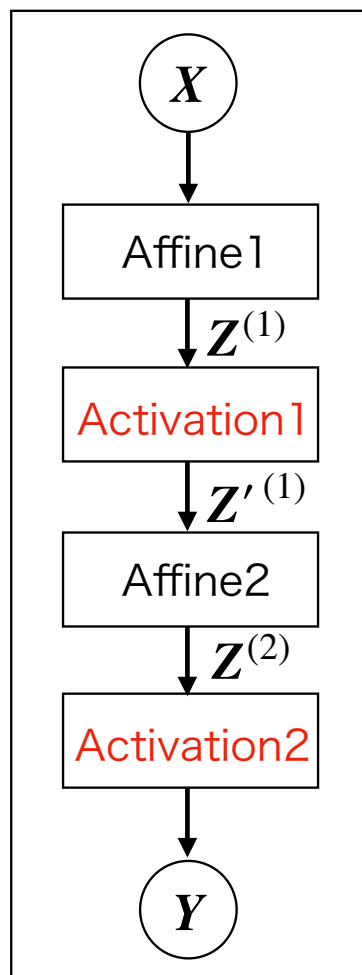 X
Affine1
Z(1)
Activation1
Z′(1)
Affine2
Z(2)
Activation2
Y